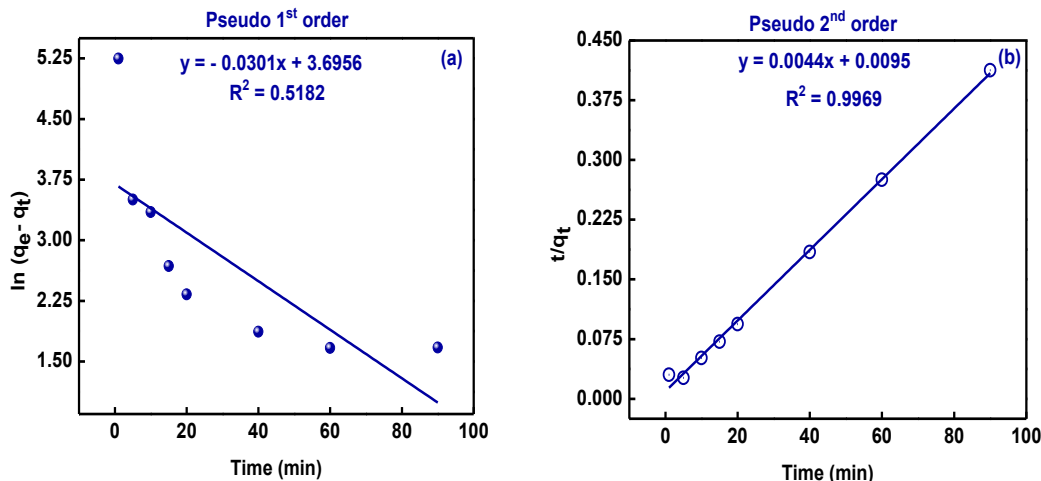 Pseudo 1st order
(a)
y = - 0.0301x + 3.6956
R2 = 0.5182
5.25
4.50
3.75
3.00
2.25
1.50
ln (qe- qt)
0 20 40 60 80 100
Time (min)
Pseudo 2nd order
(b)
y = 0.0044x + 0.0095
R2 = 0.9969
0.450
0.375
0.300
0.225
0.150
0.075
0.000
t/qt
0 20 40 60 80 100
Time (min)